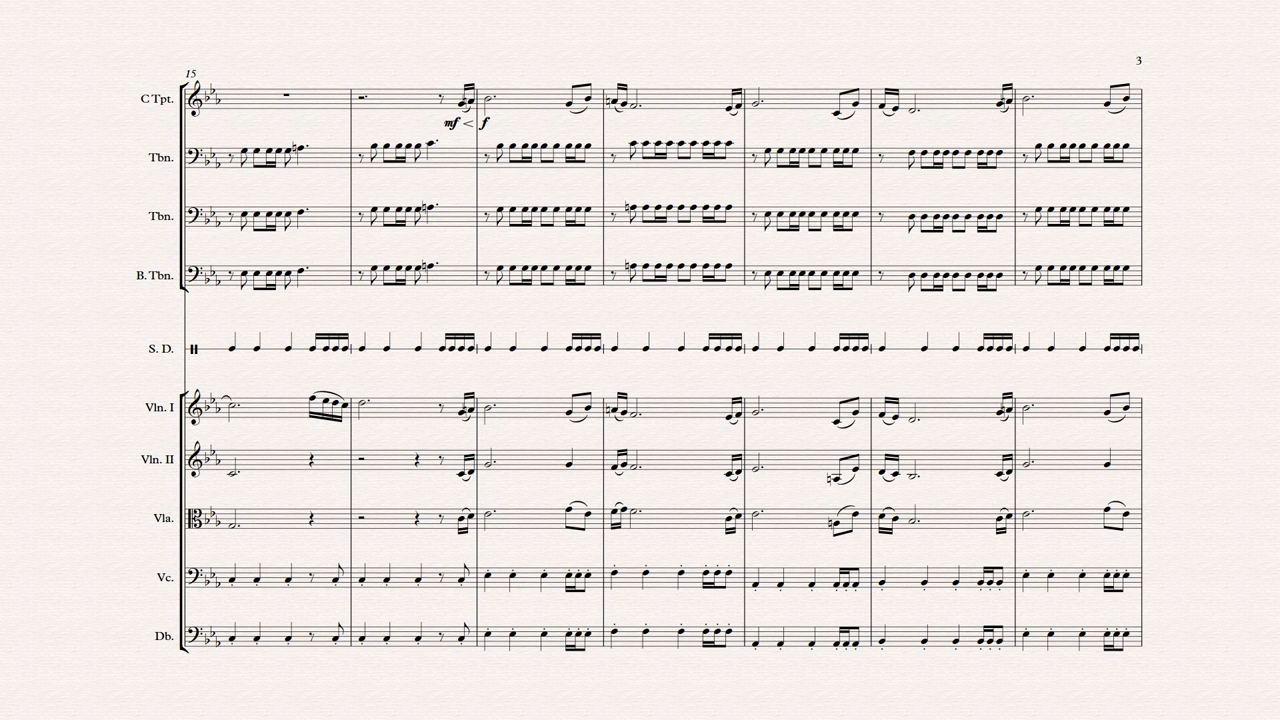 3
15
C Tpt.
mf f
Tbn.
Tbn.
B. Tbn.
S. D.
Vln. I
Vln. II
Vla.
Vc.
Db.